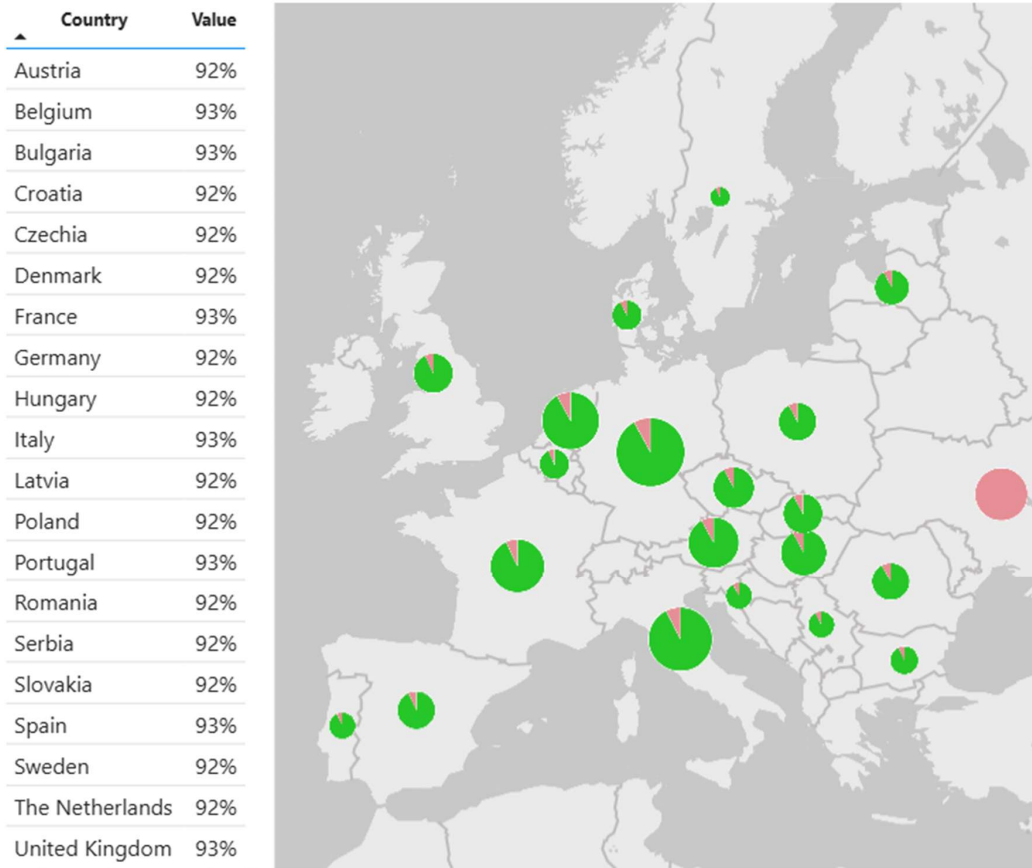 Country Value
Austria 92%
Belgium 93%
Bulgaria 93%
Croatia 92%
Czechia 92%
Denmark 92%
France 93%
Germany 92%
Hungary 92%
Italy 93%
Latvia 92%
Poland 92%
Portugal 93%
Romania 92%
Serbia 92%
Slovakia 92%
Spain 93%
Sweden 92%
The Netherlands 92%
United Kingdom 93%